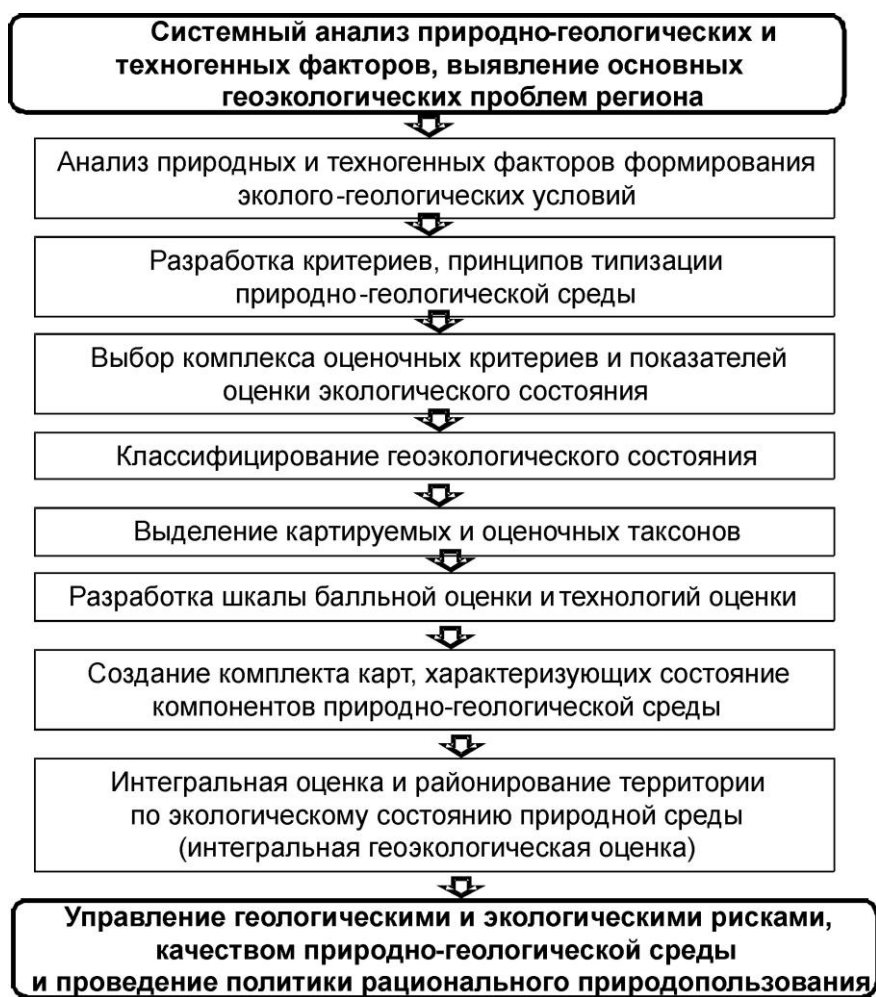 Системный анализ природно-геологических и
техногенных факторов, выявление основных
геоэкологических проблем региона
Анализ природных и техногенных факторов формирования
эколого-геологических условий
Разработка критериев, принципов типизации
природно-геологической среды
Выбор комплекса оценочных критериев и показателей
оценки экологического состояния
Классифицирование геоэкологического состояния
Выделение картируемых и оценочных таксонов
Разработка шкалы балльной оценки и технологий оценки
Создание комплекта карт, характеризующих состояние
компонентов природно-геологической среды
Интегральная оценка и районирование территории
по экологическому состоянию природной среды
(интегральная геоэкологическая оценка)
Управление геологическими и экологическими рисками,
качеством природно-геологической среды
и проведение политики рационального природопользования